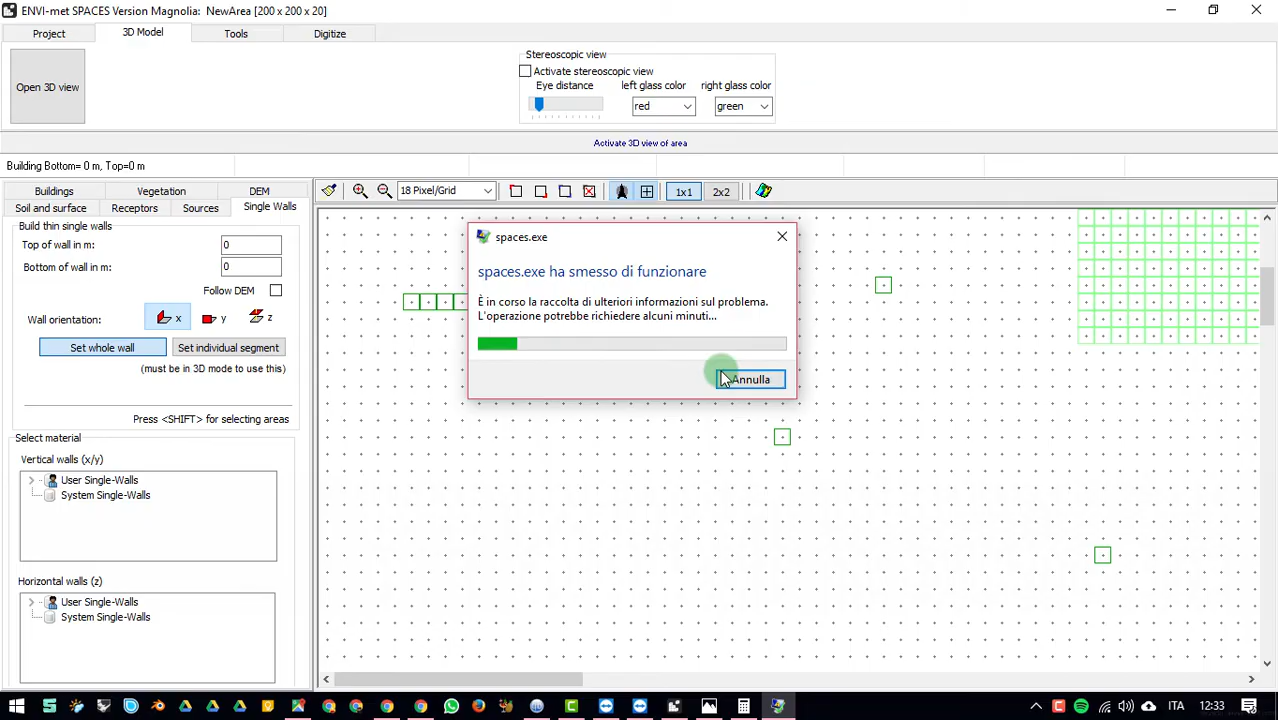 ENVI-met SPACES Version Magnolia:  NewArea [200 x 200 x 20]
Project
3D Model
Tools
Digitize
Open 3D view
Stereoscopic view
Activate stereoscopic view
Eye distance
left glass color
right glass color
red
green
Activate 3D view of area
Building Bottom= 0 m, Top=0 m
Buildings
Vegetation
DEM
Soil and surface
Receptors
Sources
Single Walls
18 Pixel/Grid
1x1
2x2
Build thin single walls
Top of wall in m:
0
Bottom of wall in m:
0
Follow DEM
Wall orientation:
x
y
z
Set whole wall
Set individual segment
(must be in 3D mode to use this)
Press <SHIFT> for selecting areas
Select material
Vertical walls (x/y)
User Single-Walls
System Single-Walls
Horizontal walls (z)
User Single-Walls
System Single-Walls
spaces.exe
spaces.exe ha smesso di funzionare
È in corso la raccolta di ulteriori informazioni sul problema.
L'operazione potrebbe richiedere alcuni minuti...
Annulla
ITA
12:33